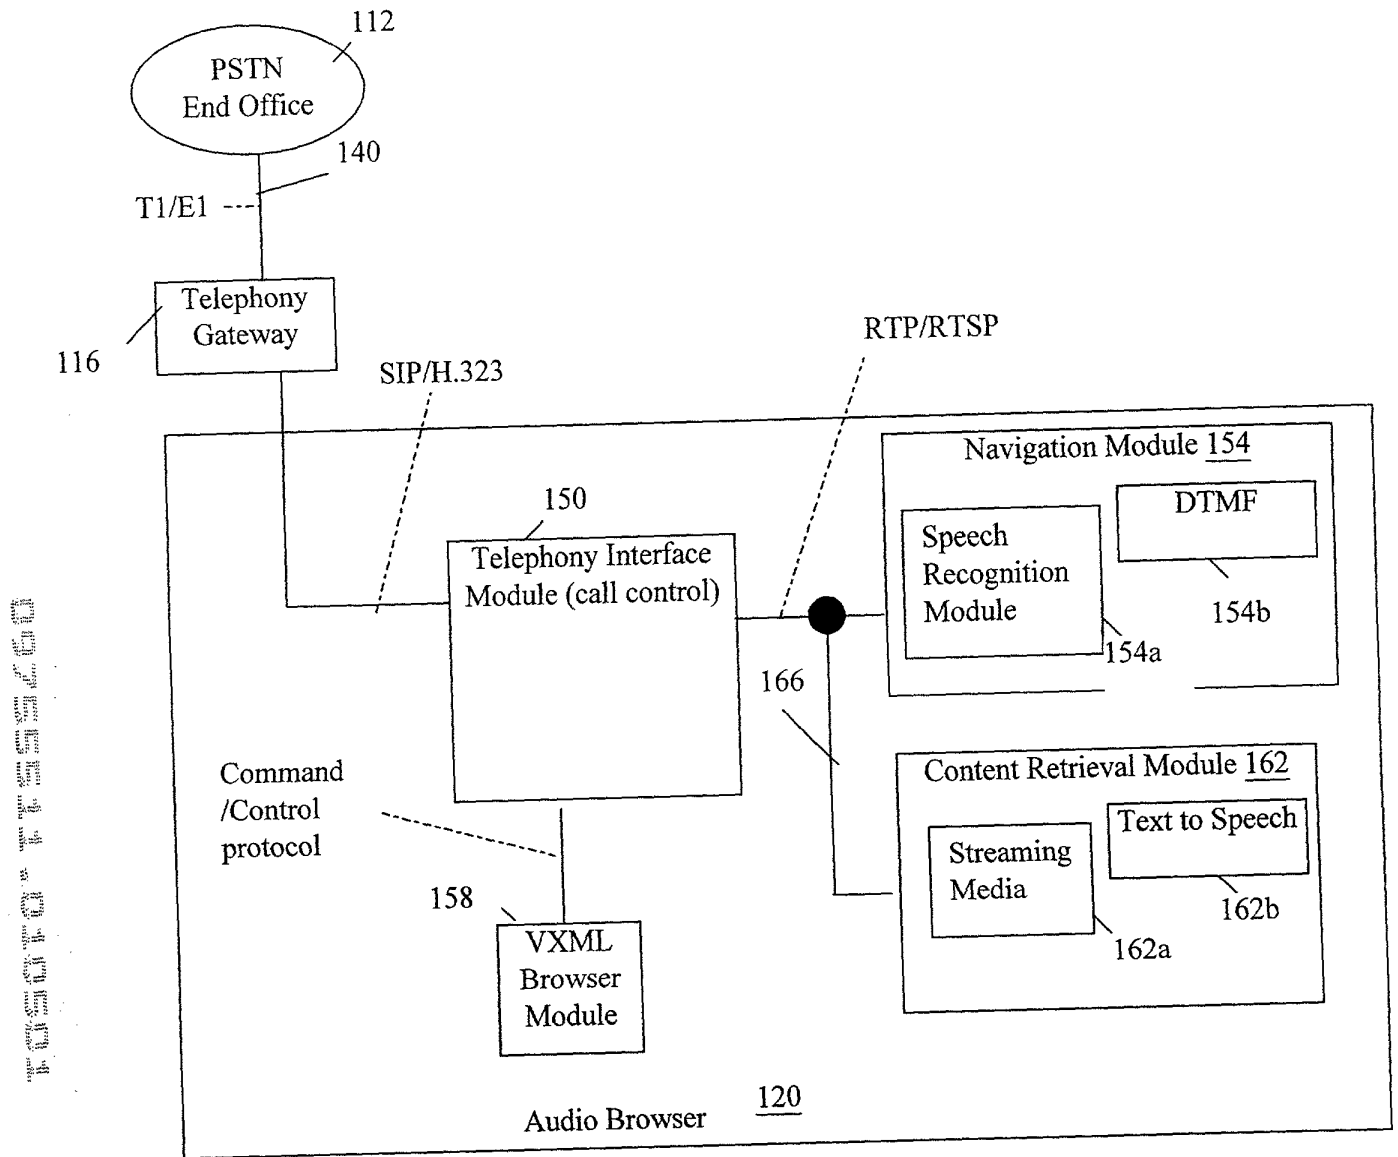 112
PSTN
End Office
140
T1/E1
Telephony
Gateway
116
SIP/H.323
RTP/RTSP
Navigation Module 154
DTMF
150
Telephony Interface
Module (call control)
Speech
Recognition
Module
154b
154a
166
Command
/Control
protocol
Content Retrieval Module 162
Text to Speech
Streaming
Media
162b
162a
158
VXML
Browser
Module
Audio Browser 120
09755511.010501